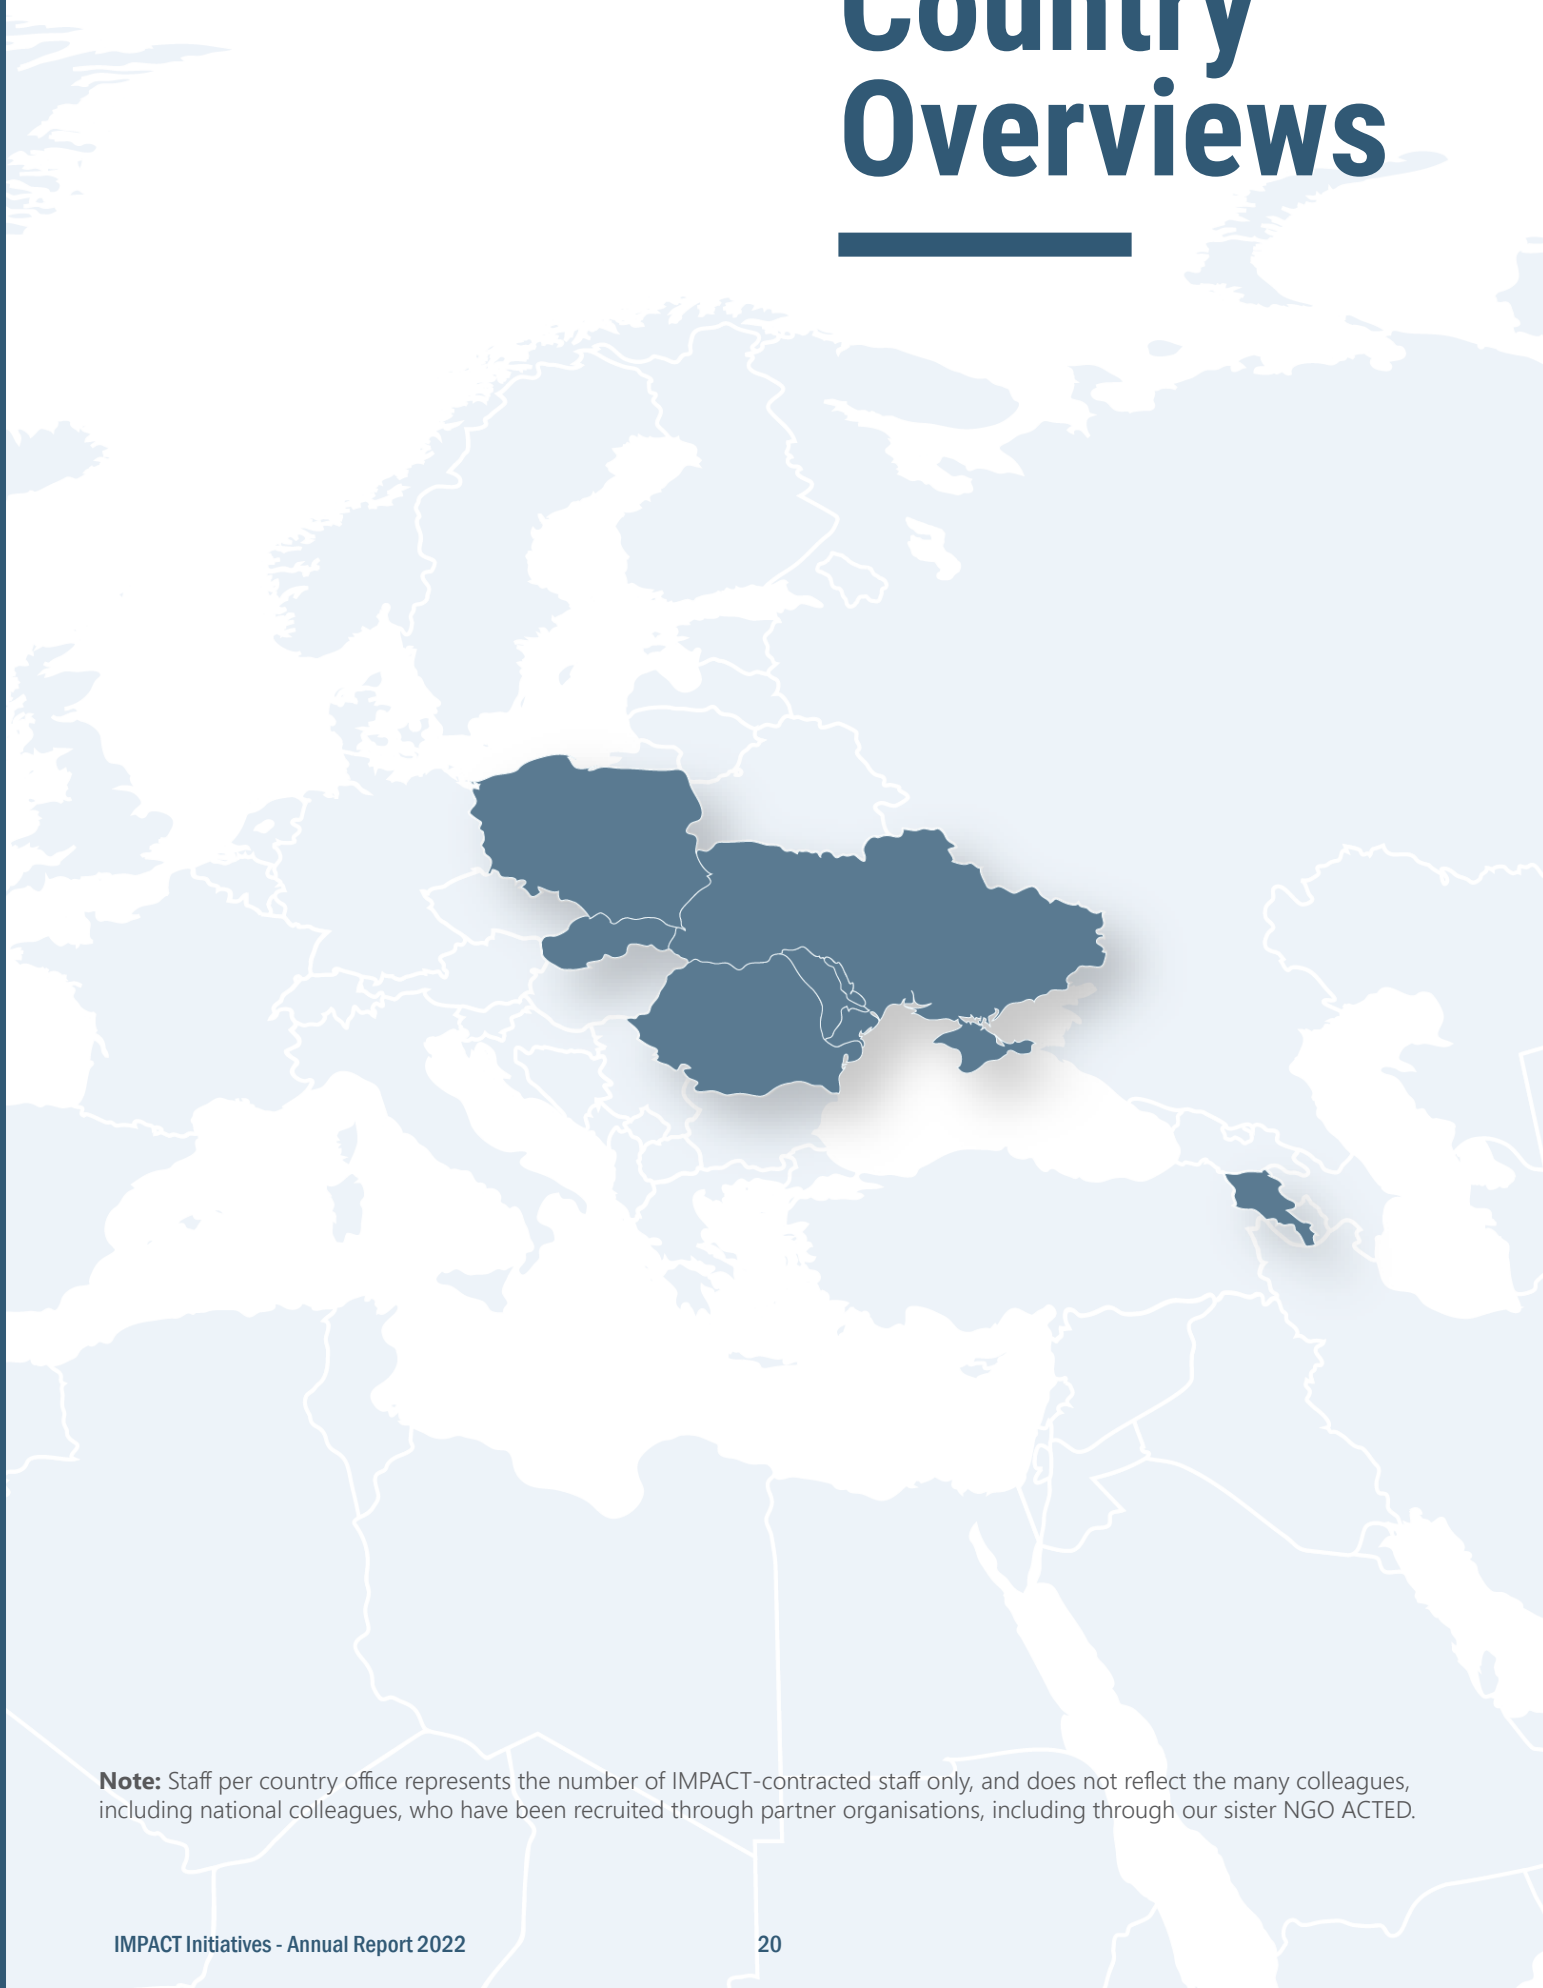 Country
Overviews
Note: Staff per country office represents the number of IMPACT-contracted staff only, and does not reflect the many colleagues,
including national colleagues, who have been recruited through partner organisations, including through our sister NGO ACTED.
IMPACT Initiatives - Annual Report 2022
20